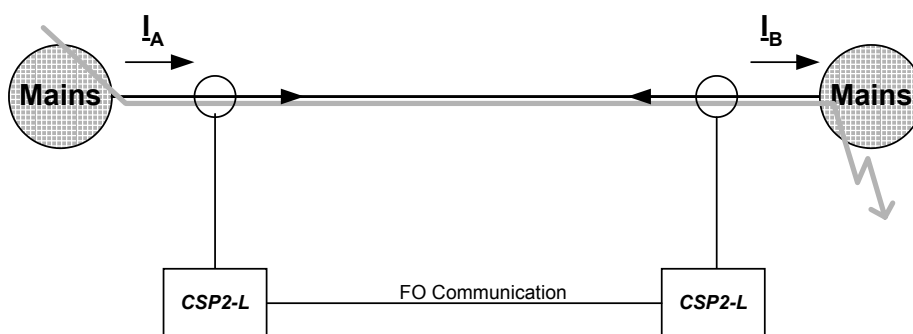 I_A
I_B
Mains
Mains
CSP2-L
FO Communication
CSP2-L